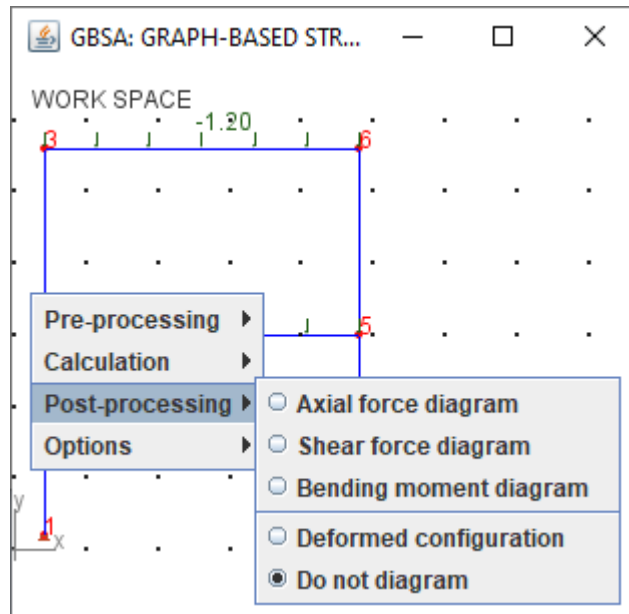 GBSA: GRAPH-BASED STR...
WORK SPACE
-1.20
3
6
Pre-processing
5
Calculation
Post-processing
Axial force diagram
Options
Shear force diagram
Bending moment diagram
y
1
x
Deformed configuration
Do not diagram